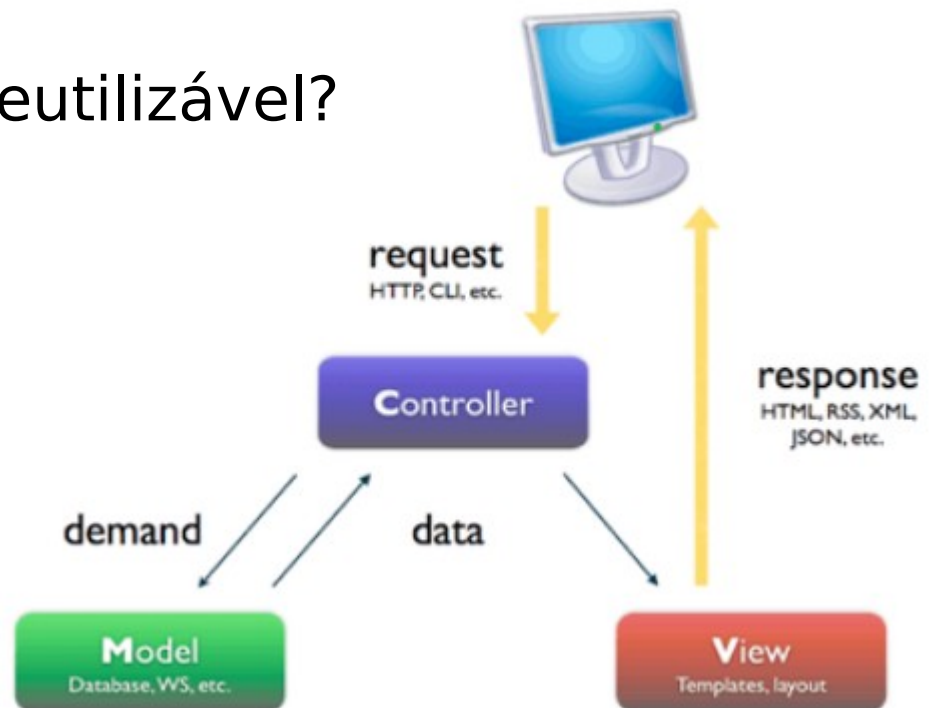 eutilizável?
request
HTTP, CLI, etc.
Controller
response
HTML, RSS, XML,
JSON, etc.
demand
data
Model
Database, WS, etc.
View
Templates, layout